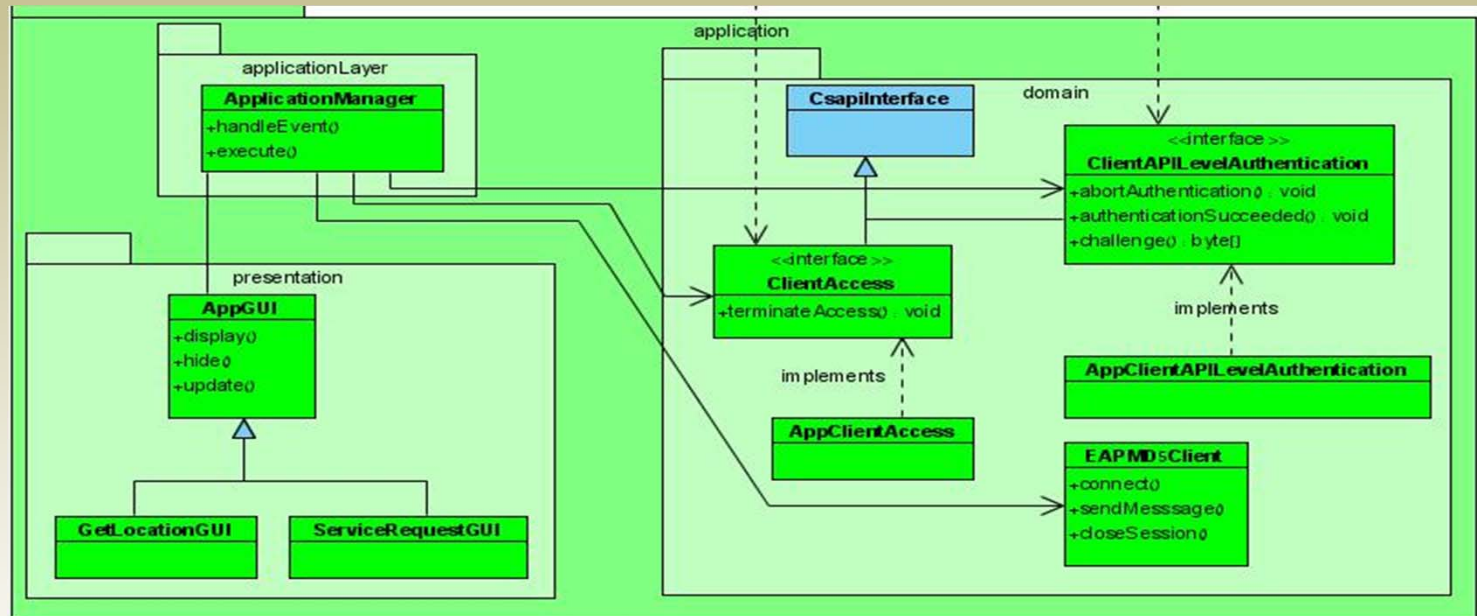 application
applicationLayer
ApplicationManager
+handleEvent()
+execute()
presentation
AppGUI
+display()
+hide()
+update()
GetLocationGUI
ServiceRequestGUI
domain
CsapiInterface
<<interface >>
ClientAPILevelAuthentication
+abortAuthentication() : void
+authenticationSucceeded() : void
+challenge() : byte[]
<<interface >>
ClientAccess
+terminateAccess() : void
implements
implements
AppClientAccess
AppClientAPILevelAuthentication
EAPMD5Client
+connect()
+sendMesssage()
+closeSession()